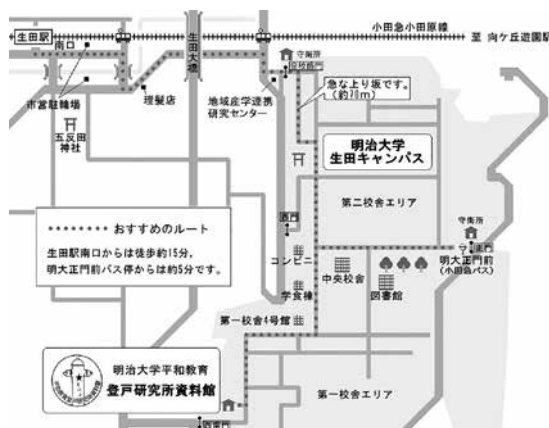 小田急小田原線
生田駅
至 向ケ丘遊園駅
南口
生田大橋
守衛所
急な上り坂です。
(約70m)
市営駐輪場
理髪店
地域産学連携
研究センター
五反田
神社
明治大学
生田キャンパス
第二校舎エリア
おすすめのルート
生田駅南口からは徒歩約15分,
明大正門前バス停からは約5分です。
西門
守衛所
正門
コンビニ
明大正門前
(小田急バス)
中央校舎
図書館
学食棟
第一校舎4号館
明治大学平和教育
登戸研究所資料館
第一校舎エリア